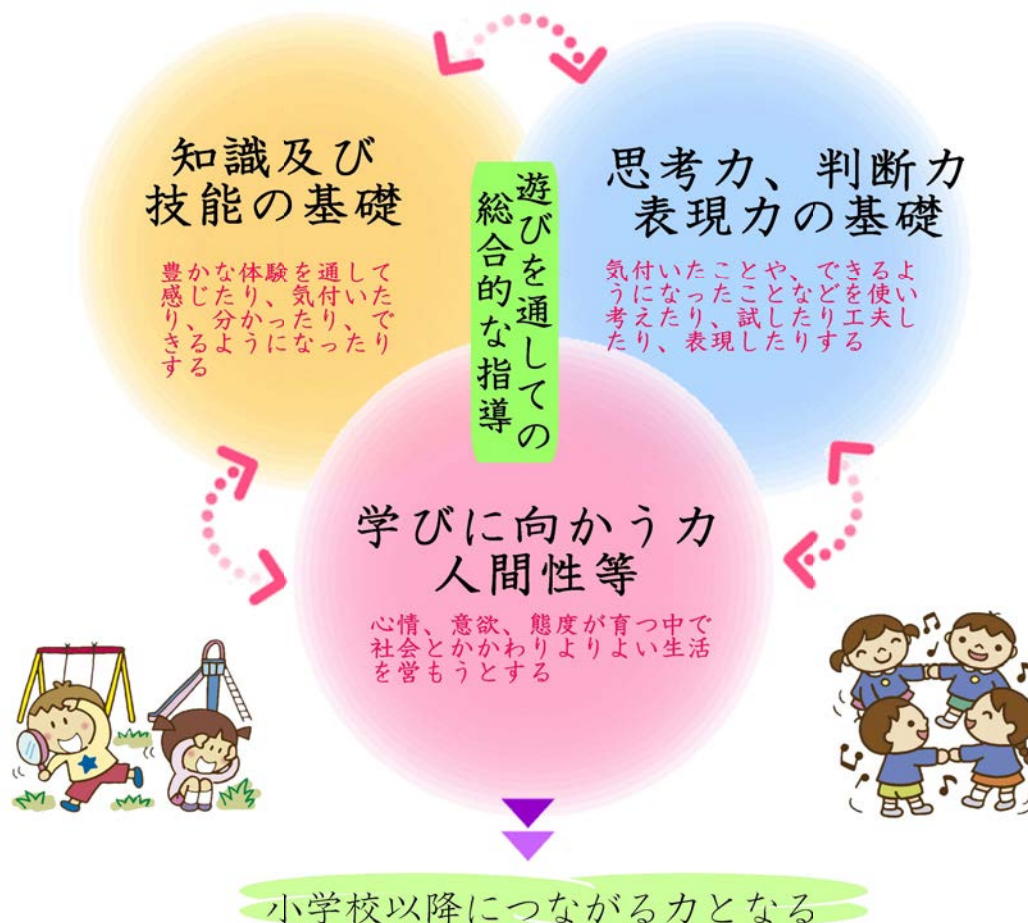 知識及び
技能の基礎
豊かな体験を通して
感じたり、気付いた
り、分かったり、で
きるようになったり
する
思考力、判断力
表現力の基礎
気付いたことや、できるよ
うになったことなどを使い
考えたり、試したり工夫し
たり、表現したりする
遊びを通しての
総合的な指導
学びに向かう力
人間性等
心情、意欲、態度が育つ中で
社会とかかわりよりよい生活
を営もうとする
小学校以降につながる力となる